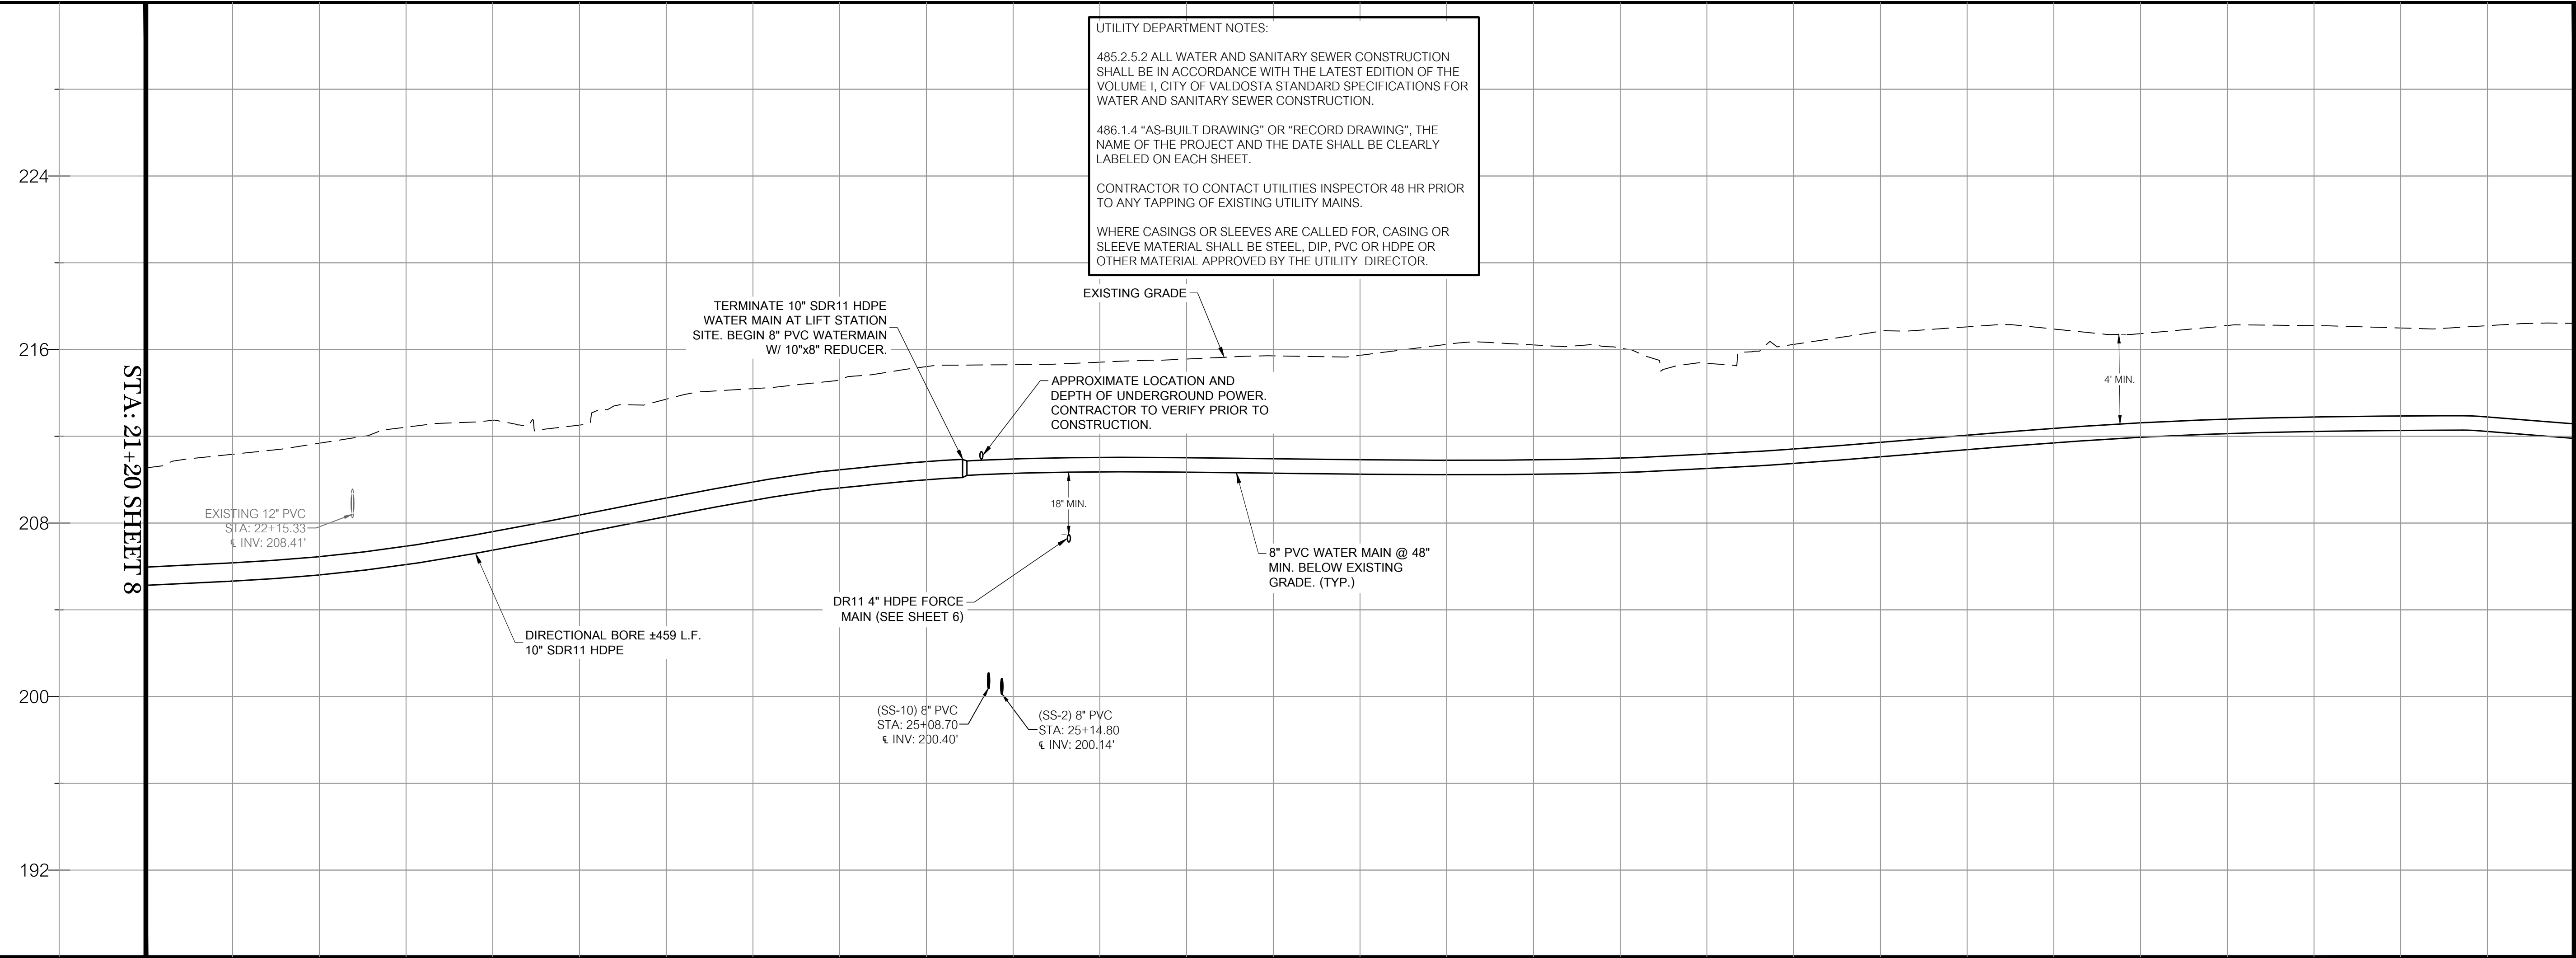 UTILITY DEPARTMENT NOTES:
485.2.5.2 ALL WATER AND SANITARY SEWER CONSTRUCTION
SHALL BE IN ACCORDANCE WITH THE LATEST EDITION OF THE
VOLUME I, CITY OF VALDOSTA STANDARD SPECIFICATIONS FOR
WATER AND SANITARY SEWER CONSTRUCTION.
486.1.4 “AS-BUILT DRAWING” OR “RECORD DRAWING”, THE
NAME OF THE PROJECT AND THE DATE SHALL BE CLEARLY
LABELED ON EACH SHEET.
CONTRACTOR TO CONTACT UTILITIES INSPECTOR 48 HR PRIOR
TO ANY TAPPING OF EXISTING UTILITY MAINS.
WHERE CASINGS OR SLEEVES ARE CALLED FOR, CASING OR
SLEEVE MATERIAL SHALL BE STEEL, DIP, PVC OR HDPE OR
OTHER MATERIAL APPROVED BY THE UTILITY DIRECTOR.
224
216
208
200
192
STA: 21+20 SHEET 8
EXISTING GRADE
TERMINATE 10" SDR11 HDPE
WATER MAIN AT LIFT STATION
SITE. BEGIN 8" PVC WATERMAIN
W/ 10"x8" REDUCER.
APPROXIMATE LOCATION AND
DEPTH OF UNDERGROUND POWER.
CONTRACTOR TO VERIFY PRIOR TO
CONSTRUCTION.
4' MIN.
EXISTING 12" PVC
STA: 22+15.33
℄ INV: 208.41'
18" MIN.
8" PVC WATER MAIN @ 48"
MIN. BELOW EXISTING
GRADE. (TYP.)
DR11 4" HDPE FORCE
MAIN (SEE SHEET 6)
DIRECTIONAL BORE ±459 L.F.
10" SDR11 HDPE
(SS-10) 8" PVC
STA: 25+08.70
℄ INV: 200.40'
(SS-2) 8" PVC
STA: 25+14.80
℄ INV: 200.14'